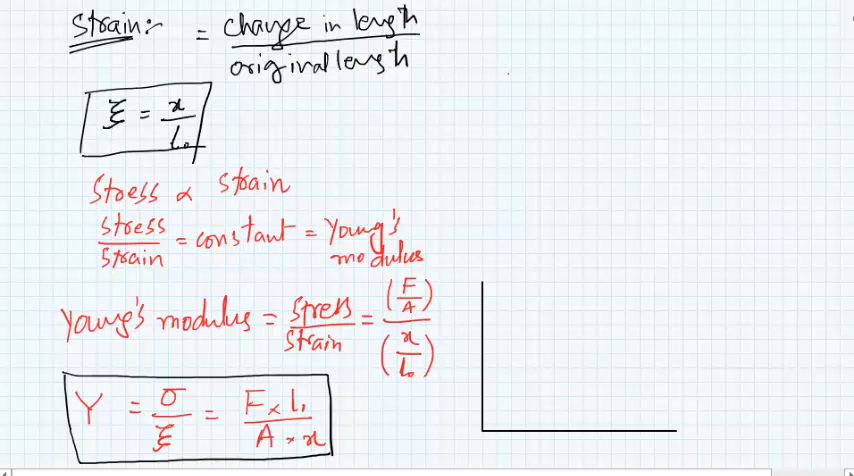 Strain:- = change in length / original length
ξ = x / l₀
Stress ∝ Strain
Stress / Strain = constant = Young's modulus
Young's modulus = Stress / Strain = (F/A) / (x/l₀)
Y = σ / ξ = F × l₀ / A × x